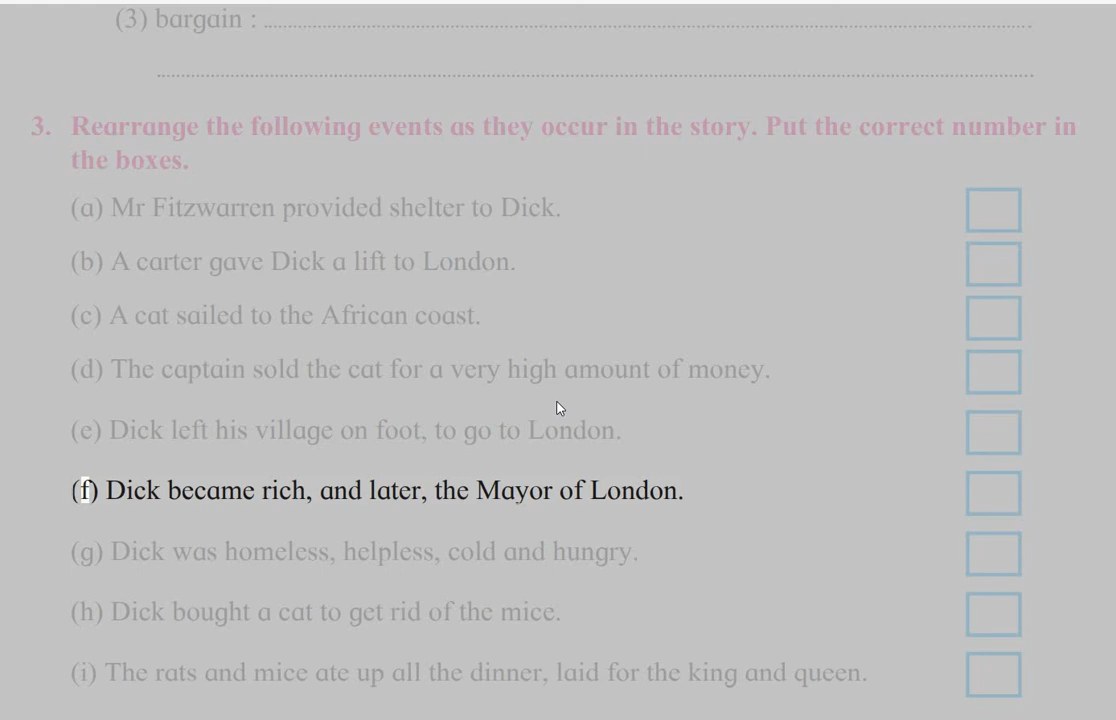 (3) bargain : ..............................................................
..............................................................
3. Rearrange the following events as they occur in the story. Put the correct number in
the boxes.
(a) Mr Fitzwarren provided shelter to Dick.
(b) A carter gave Dick a lift to London.
(c) A cat sailed to the African coast.
(d) The captain sold the cat for a very high amount of money.
(e) Dick left his village on foot, to go to London.
(f) Dick became rich, and later, the Mayor of London.
(g) Dick was homeless, helpless, cold and hungry.
(h) Dick bought a cat to get rid of the mice.
(i) The rats and mice ate up all the dinner, laid for the king and queen.